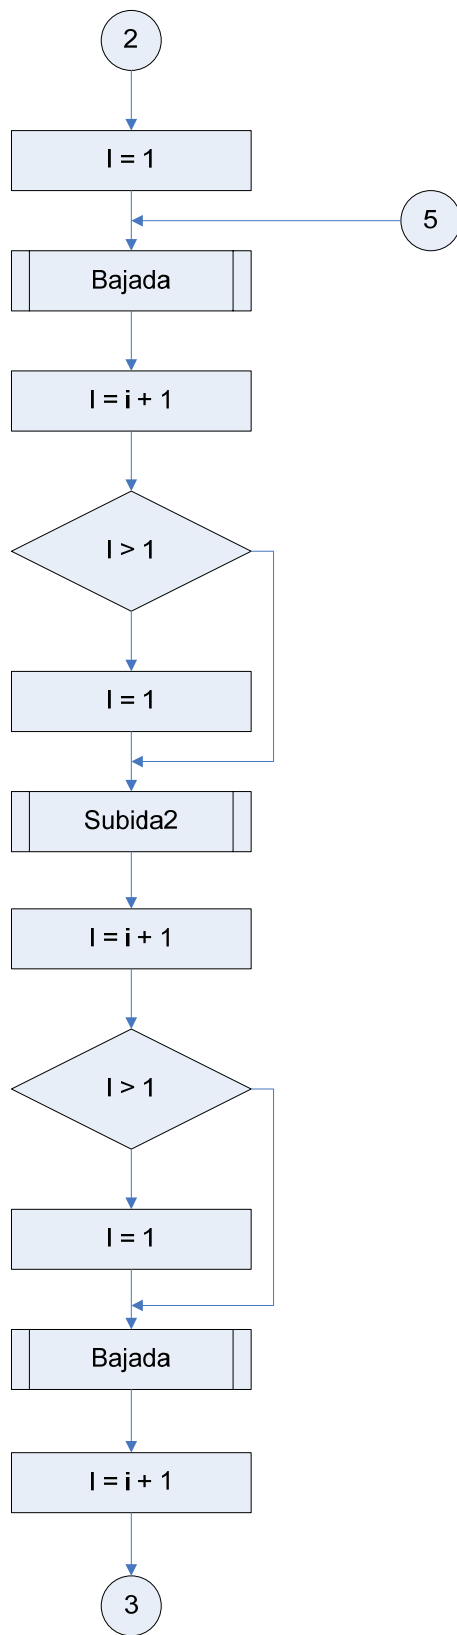 2
I = 1
5
Bajada
I = i + 1
I > 1
I = 1
Subida2
I = i + 1
I > 1
I = 1
Bajada
I = i + 1
3